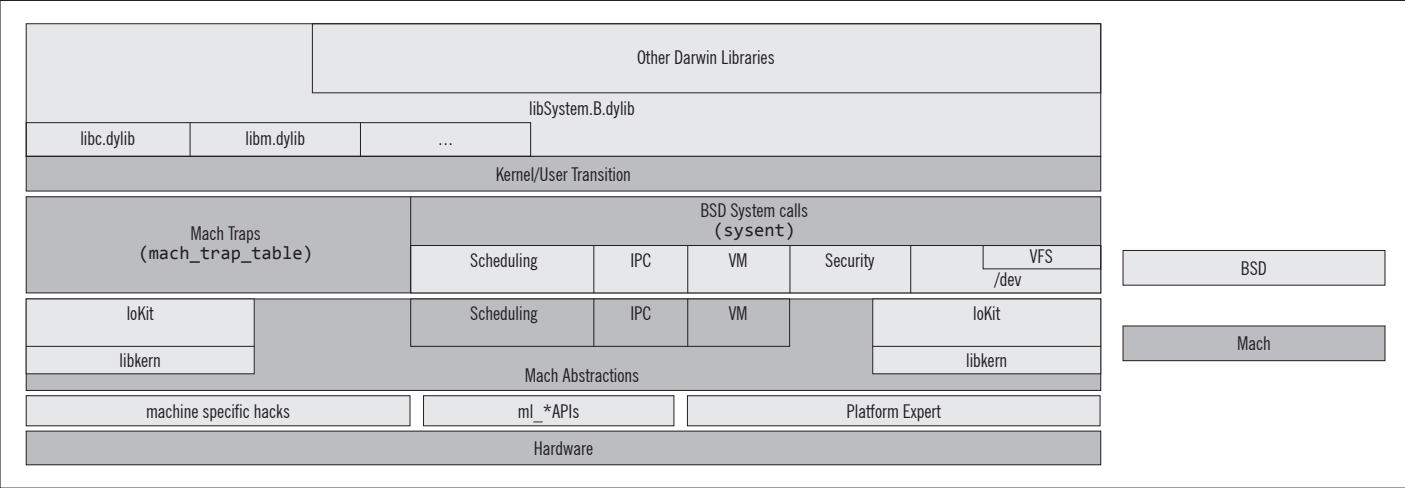 Other Darwin Libraries
libSystem.B.dylib
libc.dylib
libm.dylib
...
Kernel/User Transition
Mach Traps
(mach_trap_table)
BSD System calls
(sysent)
Scheduling
IPC
VM
Security
VFS
/dev
BSD
IoKit
libkern
Scheduling
IPC
VM
IoKit
libkern
Mach Abstractions
Mach
machine specific hacks
ml_*APIs
Platform Expert
Hardware